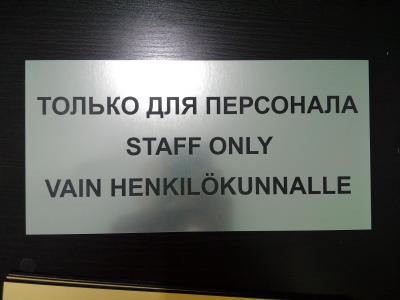 ТОЛЬКО ДЛЯ ПЕРСОНАЛА
STAFF ONLY
VAIN HENKILÖKUNNALLE